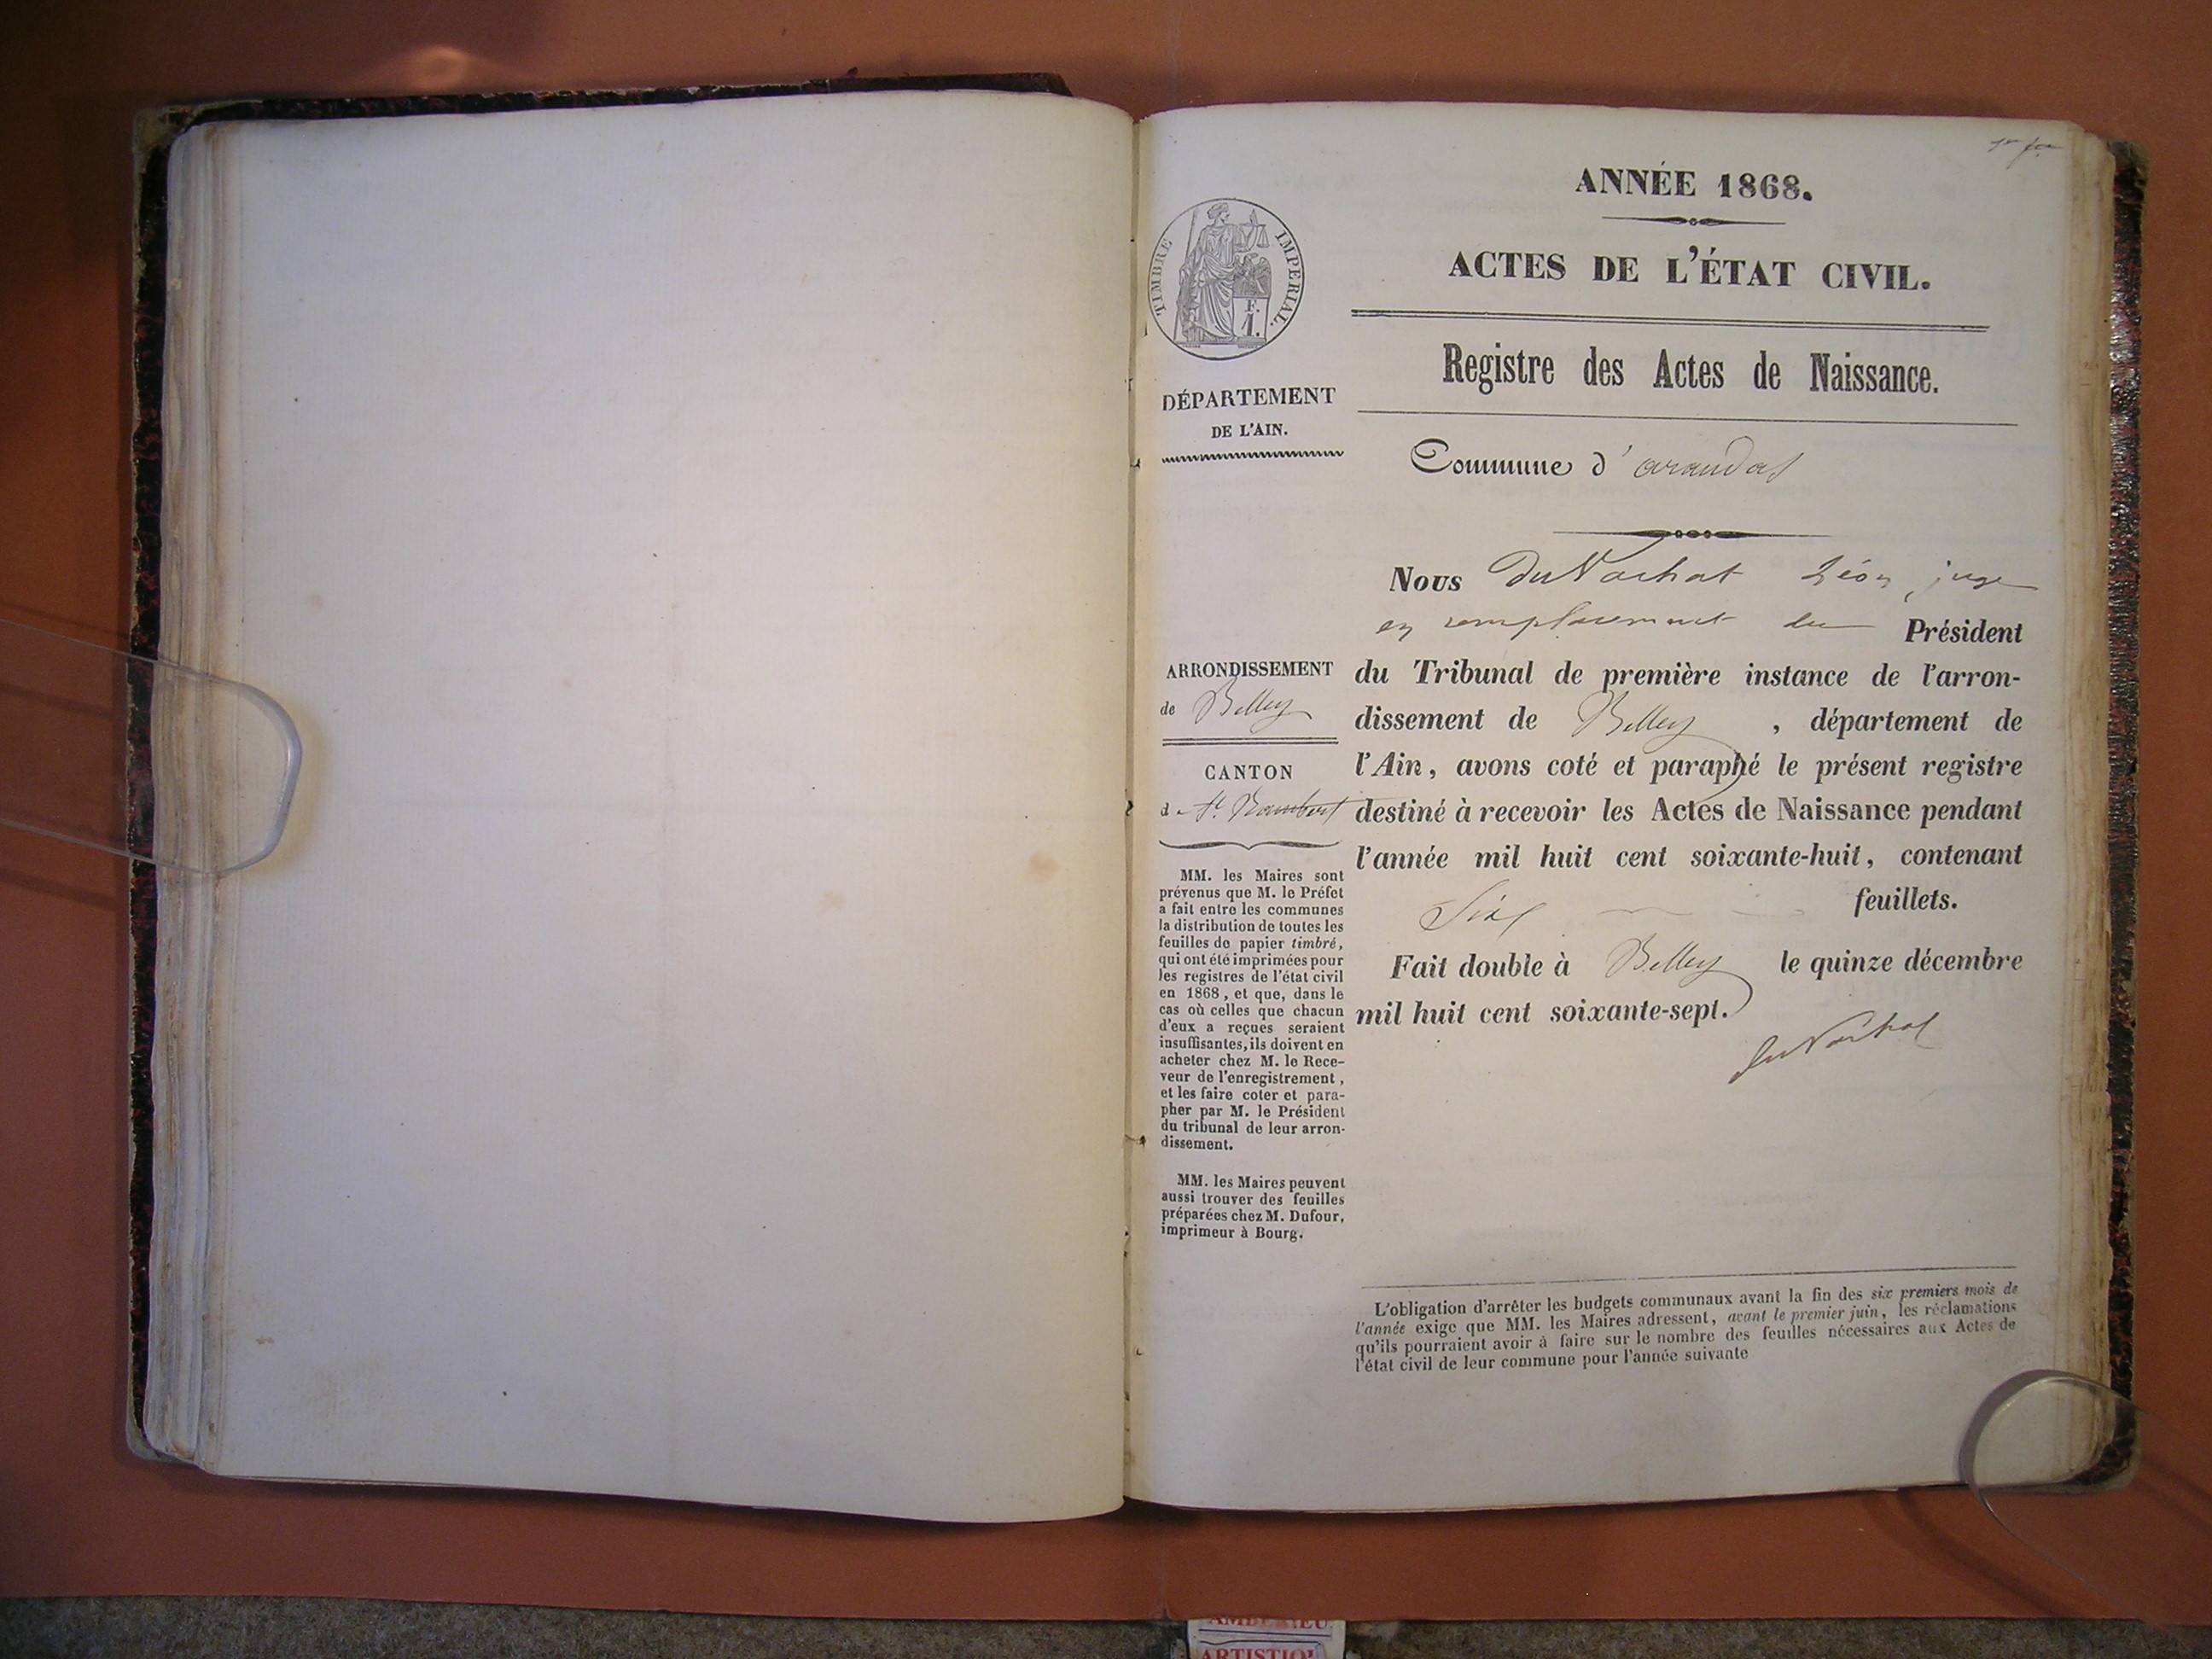 1er fet
ANNÉE 1868.
ACTES DE L'ÉTAT CIVIL.
TIMBRE IMPERIAL.
F.
1.
Registre des Actes de Naissance.
DÉPARTEMENT
DE L'AIN.
Commune d'arandas
Nous Du Vachat Léon, juge
en remplacement du Président
du Tribunal de première instance de l'arron-
dissement de Belley, département de
l'Ain, avons coté et paraphé le présent registre
destiné à recevoir les Actes de Naissance pendant
l'année mil huit cent soixante-huit, contenant
Six feuillets.
Fait double à Belley le quinze décembre
mil huit cent soixante-sept.
du Vachat
ARRONDISSEMENT
de Belley
CANTON
de St. Rambert
MM. les Maires sont
prévenus que M. le Préfet
a fait entre les communes
la distribution de toutes les
feuilles de papier timbré,
qui ont été imprimées pour
les registres de l'état civil
en 1868, et que, dans le
cas où celles que chacun
d'eux a reçues seraient
insuffisantes, ils doivent en
acheter chez M. le Rece-
veur de l'enregistrement,
et les faire coter et para-
pher par M. le Président
du tribunal de leur arron-
dissement.
MM. les Maires peuvent
aussi trouver des feuilles
préparées chez M. Dufour,
imprimeur à Bourg.
L'obligation d'arrêter les budgets communaux avant la fin des six premiers mois de
l'année exige que MM. les Maires adressent, avant le premier juin, les réclamations
qu'ils pourraient avoir à faire sur le nombre des feuilles nécessaires aux Actes de
l'état civil de leur commune pour l'année suivante